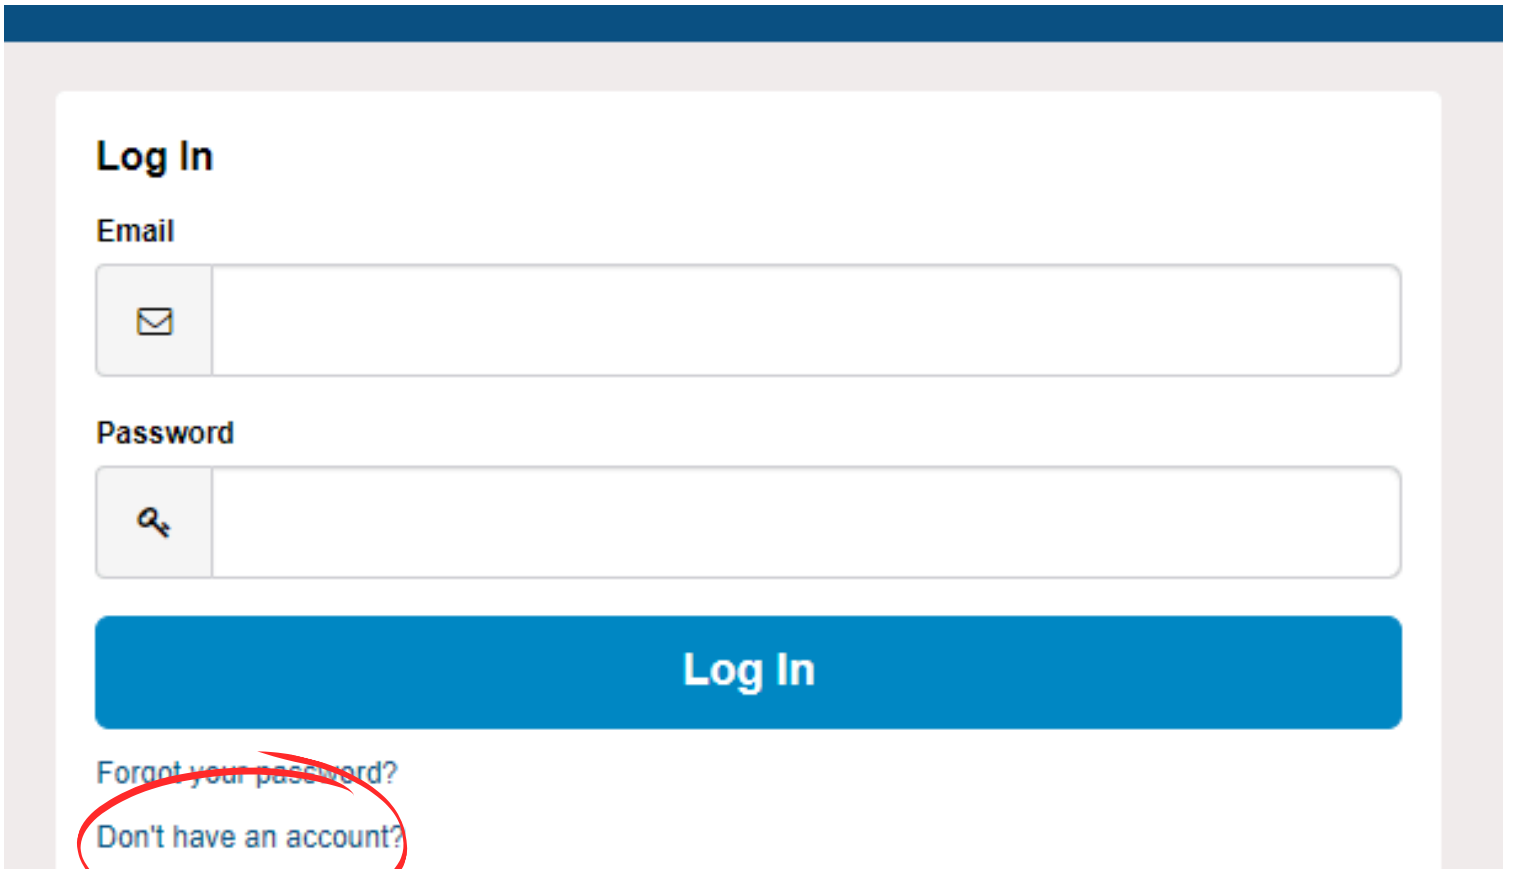 Log In
Email
Password
Log In
Forgot your password?
Don't have an account?